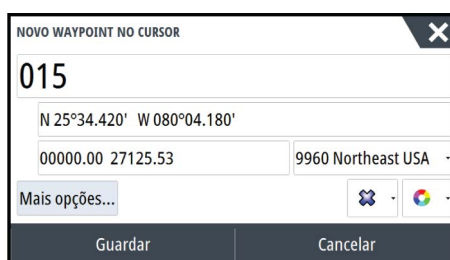 NOVO WAYPOINT NO CURSOR
015
N 25°34.420' W 080°04.180'
00000.00 27125.53 9960 Northeast USA
Mais opções...
Guardar Cancelar